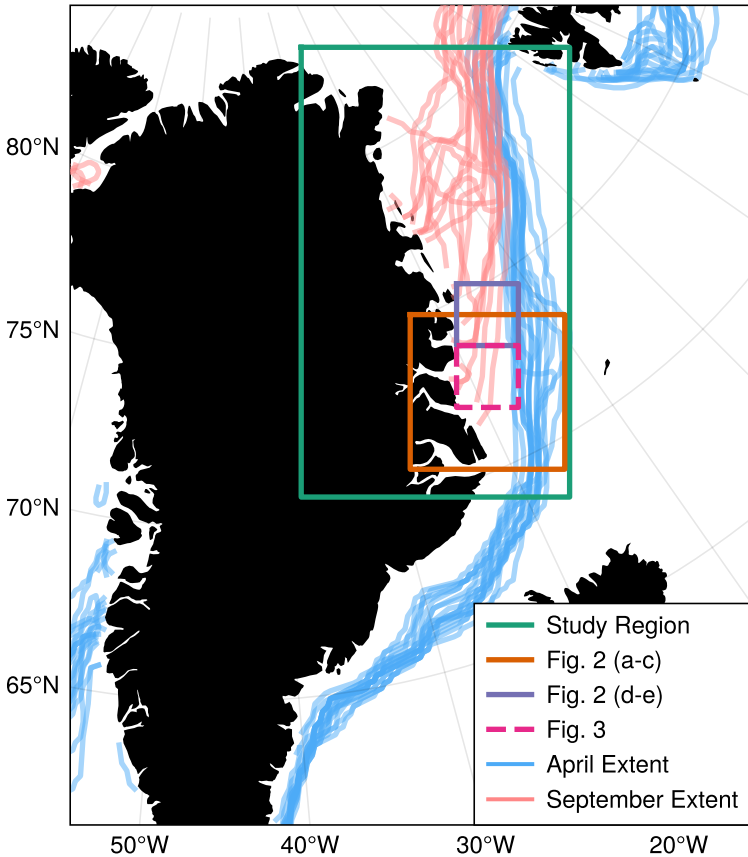 80°N
75°N
70°N
65°N
Study Region
Fig. 2 (a-c)
Fig. 2 (d-e)
Fig. 3
April Extent
September Extent
50°W 40°W 30°W 20°W